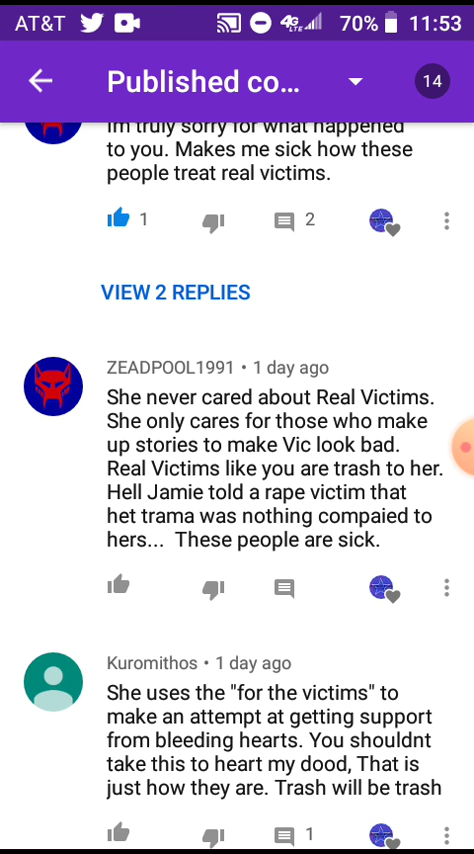 AT&T 4G LTE 70% 11:53
Published co... 14
Im truly sorry for what happened
to you. Makes me sick how these
people treat real victims.
1 2
VIEW 2 REPLIES
ZEADPOOL1991 • 1 day ago
She never cared about Real Victims.
She only cares for those who make
up stories to make Vic look bad.
Real Victims like you are trash to her.
Hell Jamie told a rape victim that
het trama was nothing compaied to
hers... These people are sick.
Kuromithos • 1 day ago
She uses the "for the victims" to
make an attempt at getting support
from bleeding hearts. You shouldnt
take this to heart my dood, That is
just how they are. Trash will be trash
1